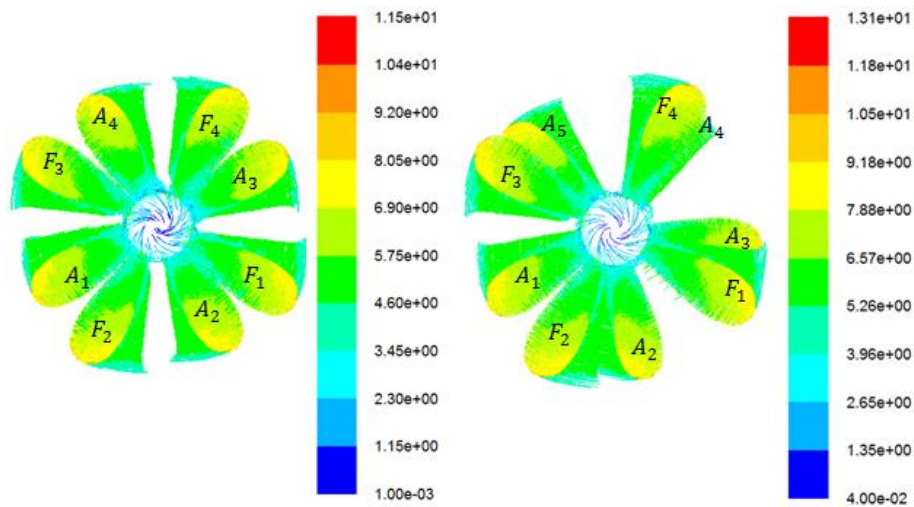 1.15e+01
1.04e+01
9.20e+00
8.05e+00
6.90e+00
5.75e+00
4.60e+00
3.45e+00
2.30e+00
1.15e+00
1.00e-03
A₄
F₄
F₃
A₃
A₁
F₁
F₂
A₂
1.31e+01
1.18e+01
1.05e+01
9.18e+00
7.88e+00
6.57e+00
5.26e+00
3.96e+00
2.65e+00
1.35e+00
4.00e-02
F₄
A₅
A₄
F₃
A₃
A₁
F₁
F₂
A₂